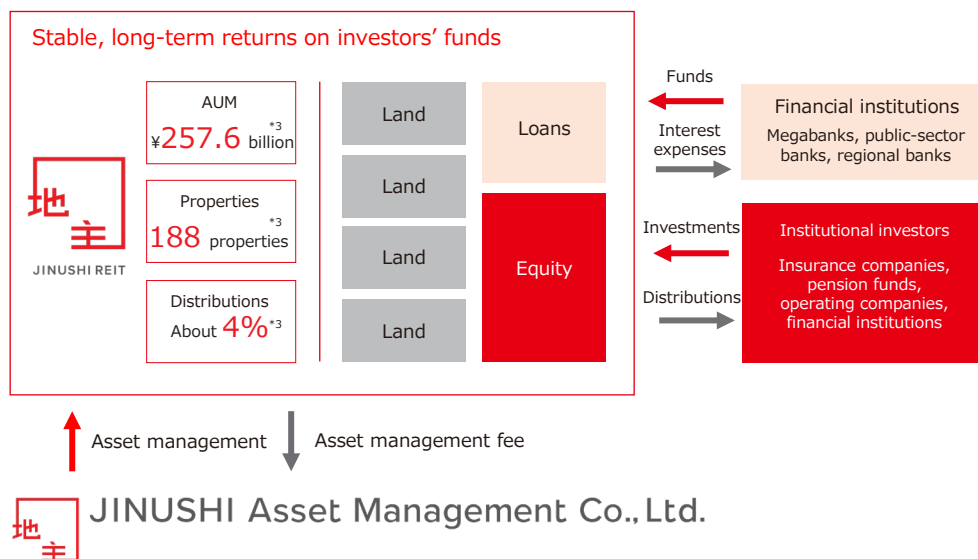 Stable, long-term returns on investors’ funds
地
主
JINUSHI REIT
AUM
¥257.6 *3 billion
Properties
188 *3 properties
Distributions
About 4%*3
Land
Land
Land
Land
Loans
Equity
Funds
Interest
expenses
Investments
Distributions
Financial institutions
Megabanks, public-sector
banks, regional banks
Institutional investors
Insurance companies,
pension funds,
operating companies,
financial institutions
Asset management
Asset management fee
地
主
JINUSHI Asset Management Co., Ltd.